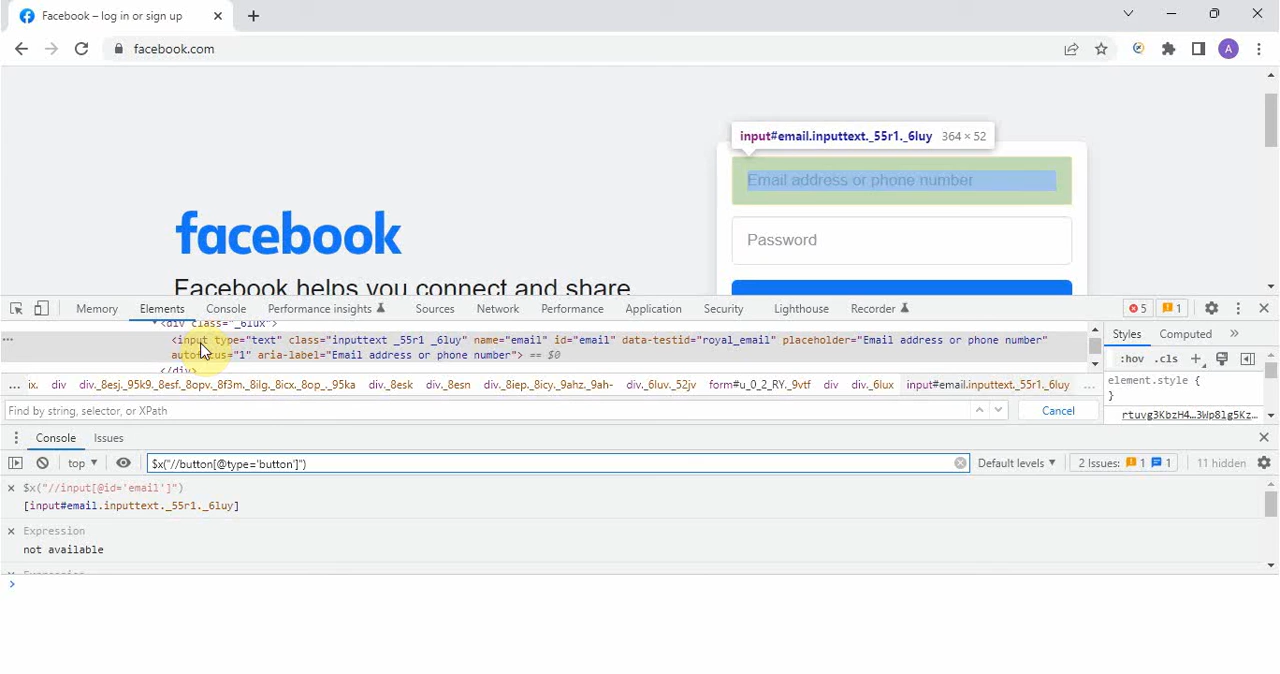 Facebook – log in or sign up
facebook.com
A
input#email.inputtext._55r1._6luy 364 × 52
Email address or phone number
Password
facebook
Facebook helps you connect and share
Memory Elements Console Performance insights Sources Network Performance Application Security Lighthouse Recorder 5 1
<div class="_6lux">
<input type="text" class="inputtext _55r1 _6luy" name="email" id="email" data-testid="royal_email" placeholder="Email address or phone number"
autofocus="1" aria-label="Email address or phone number"> == $0
</div>
... ix. div div._8esj._95k9._8esf._8opv._8f3m._8ilg._8icx._8op_._95ka div._8esk div._8esn div._8iep._8icy._9ahz._9ah- div._6luv._52jv form#u_0_2_RY._9vtf div div._6lux input#email.inputtext._55r1._6luy ...
Styles Computed »
:hov .cls +
element.style {
}
rtuvg3KbzH4…3Wp8lg5Kz…
Find by string, selector, or XPath Cancel
Console Issues
top $x("//button[@type='button']") Default levels 2 Issues: 1 1 11 hidden
$x("//input[@id='email']")
[input#email.inputtext._55r1._6luy]
Expression
not available
>